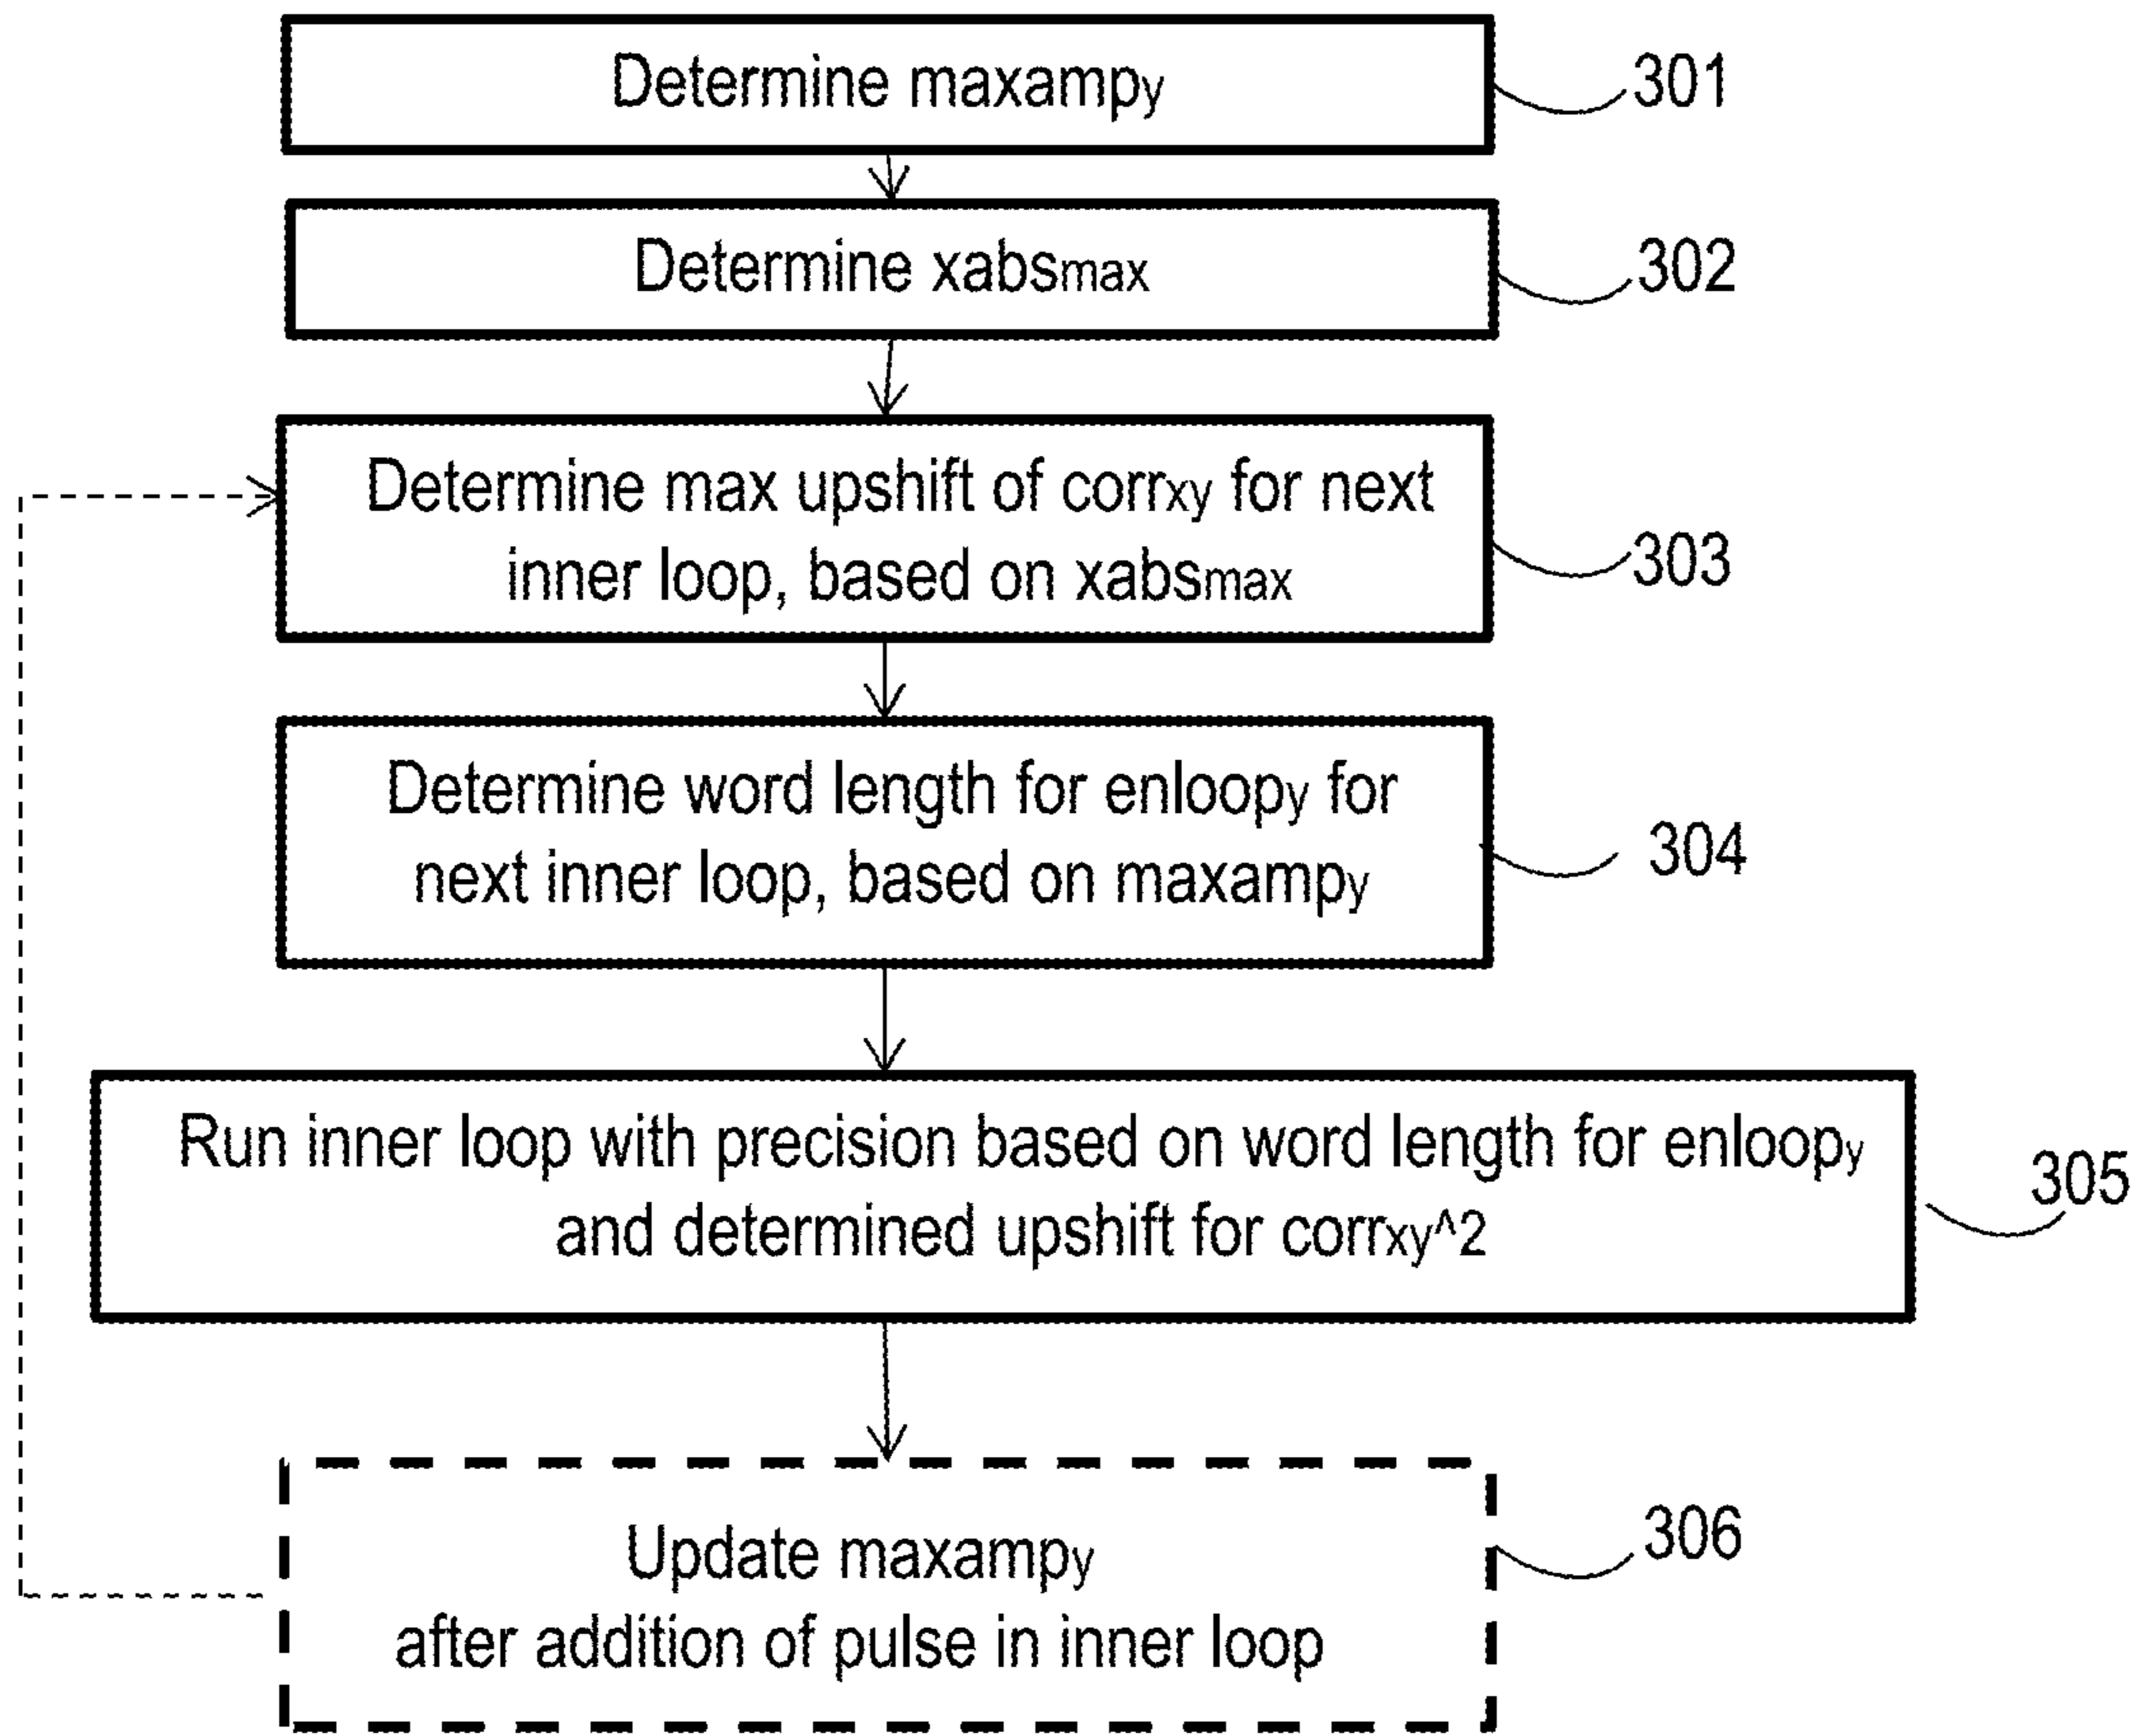 Determine maxampy
301
Determine xabsmax
302
Determine max upshift of corrxy for next
inner loop, based on xabsmax
303
Determine word length for enloopy for
next inner loop, based on maxampy
304
Run inner loop with precision based on word length for enloopy
and determined upshift for corrxy^2
305
Update maxampy
after addition of pulse in inner loop
306